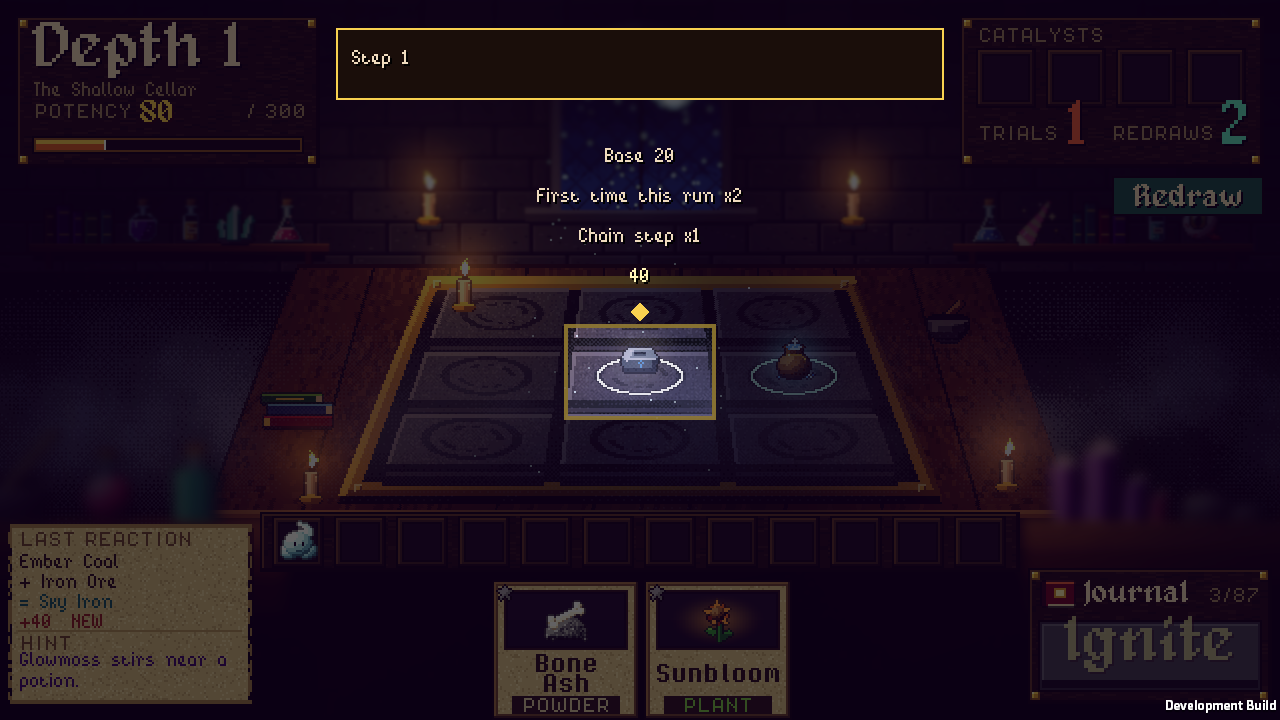 Depth 1
The Shallow Cellar
POTENCY 80 / 300
Step 1
CATALYSTS
TRIALS 1 REDRAWS 2
Redraw
Base 20
First time this run x2
Chain step x1
40
LAST REACTION
Ember Coal
+ Iron Ore
= Sky Iron
+40 NEW
HINT
Glowmoss stirs near a
potion.
Bone
Ash
POWDER
Sunbloom
PLANT
Journal 3/87
Ignite
Development Build